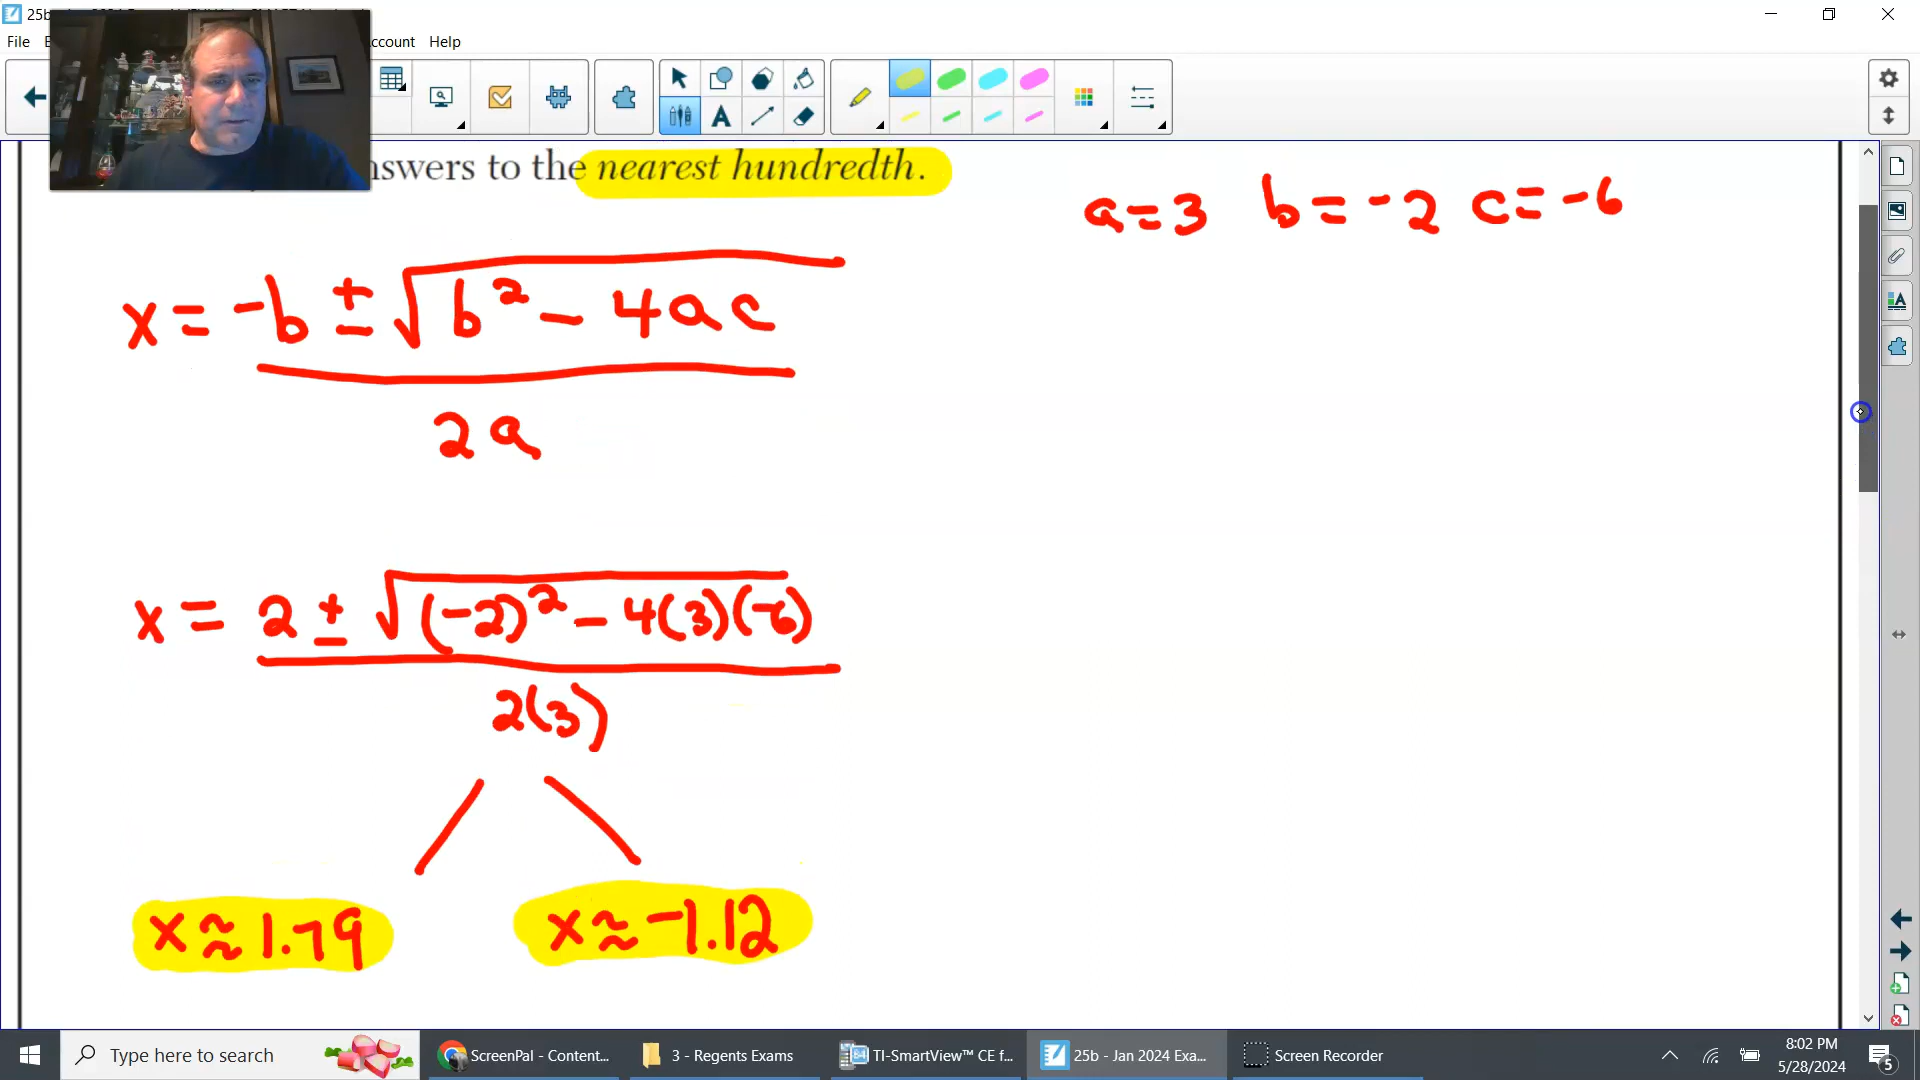 File
Account
Help
answers to the nearest hundredth.
a=3 b=-2 c=-6
x = -b ± √b² - 4ac
2a
x = 2 ± √(-2)² - 4(3)(-6)
2(3)
x ≈ 1.79
x ≈ -1.12
Type here to search
ScreenPal - Content...
3 - Regents Exams
TI-SmartView™ CE f...
25b - Jan 2024 Exa...
Screen Recorder
8:02 PM
5/28/2024
5